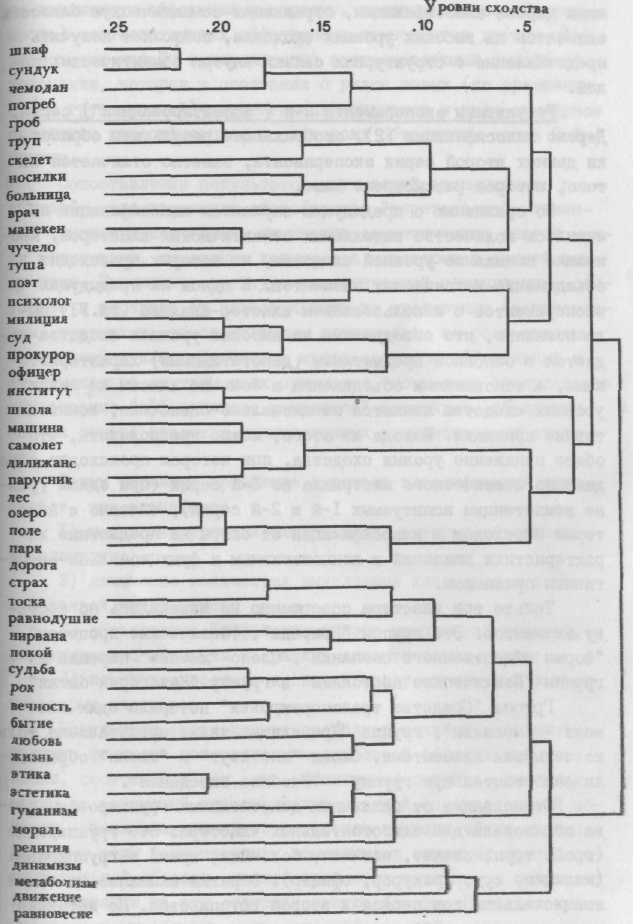 Уровни сходства
25 20 15 10 5
шкаф
сундук
чемодан
погреб
гроб
труп
скелет
носилки
больница
врач
манекен
чучело
туша
поэт
психолог
милиция
суд
прокурор
офицер
институт
школа
машина
самолет
дилижанс
парусник
лес
озеро
поле
парк
дорога
страх
тоска
равнодушие
нирвана
покой
судьба
рок
вечность
бытие
любовь
жизнь
этика
эстетика
гуманизм
мораль
религия
динамизм
метаболизм
движение
равновесие